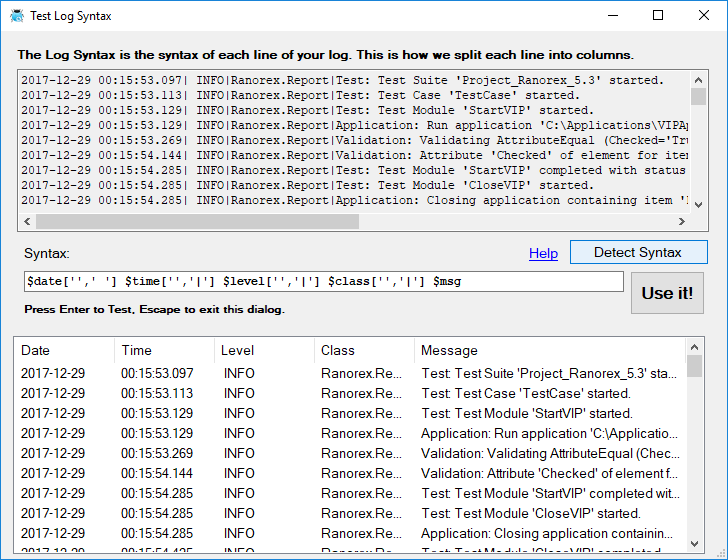 Test Log Syntax
The Log Syntax is the syntax of each line of your log. This is how we split each line into columns.
2017-12-29 00:15:53.097| INFO|Ranorex.Report|Test: Test Suite 'Project_Ranorex_5.3' started.
2017-12-29 00:15:53.113| INFO|Ranorex.Report|Test: Test Case 'TestCase' started.
2017-12-29 00:15:53.129| INFO|Ranorex.Report|Test: Test Module 'StartVIP' started.
2017-12-29 00:15:53.129| INFO|Ranorex.Report|Application: Run application 'C:\Applications\VIPAp
2017-12-29 00:15:53.269| INFO|Ranorex.Report|Validation: Validating AttributeEqual (Checked='Tru
2017-12-29 00:15:54.144| INFO|Ranorex.Report|Validation: Attribute 'Checked' of element for item
2017-12-29 00:15:54.285| INFO|Ranorex.Report|Test: Test Module 'StartVIP' completed with status
2017-12-29 00:15:54.285| INFO|Ranorex.Report|Test: Test Module 'CloseVIP' started.
2017-12-29 00:15:54.285| INFO|Ranorex.Report|Application: Closing application containing item '
Syntax: Help Detect Syntax
$date['',' '] $time['','|'] $level['','|'] $class['','|'] $msg
Use it!
Press Enter to Test, Escape to exit this dialog.
Date Time Level Class Message
2017-12-29 00:15:53.097 INFO Ranorex.Re... Test: Test Suite 'Project_Ranorex_5.3' sta...
2017-12-29 00:15:53.113 INFO Ranorex.Re... Test: Test Case 'TestCase' started.
2017-12-29 00:15:53.129 INFO Ranorex.Re... Test: Test Module 'StartVIP' started.
2017-12-29 00:15:53.129 INFO Ranorex.Re... Application: Run application 'C:\Applicatio...
2017-12-29 00:15:53.269 INFO Ranorex.Re... Validation: Validating AttributeEqual (Chec...
2017-12-29 00:15:54.144 INFO Ranorex.Re... Validation: Attribute 'Checked' of element f...
2017-12-29 00:15:54.285 INFO Ranorex.Re... Test: Test Module 'StartVIP' completed wit...
2017-12-29 00:15:54.285 INFO Ranorex.Re... Test: Test Module 'CloseVIP' started.
2017-12-29 00:15:54.285 INFO Ranorex.Re... Application: Closing application containin...